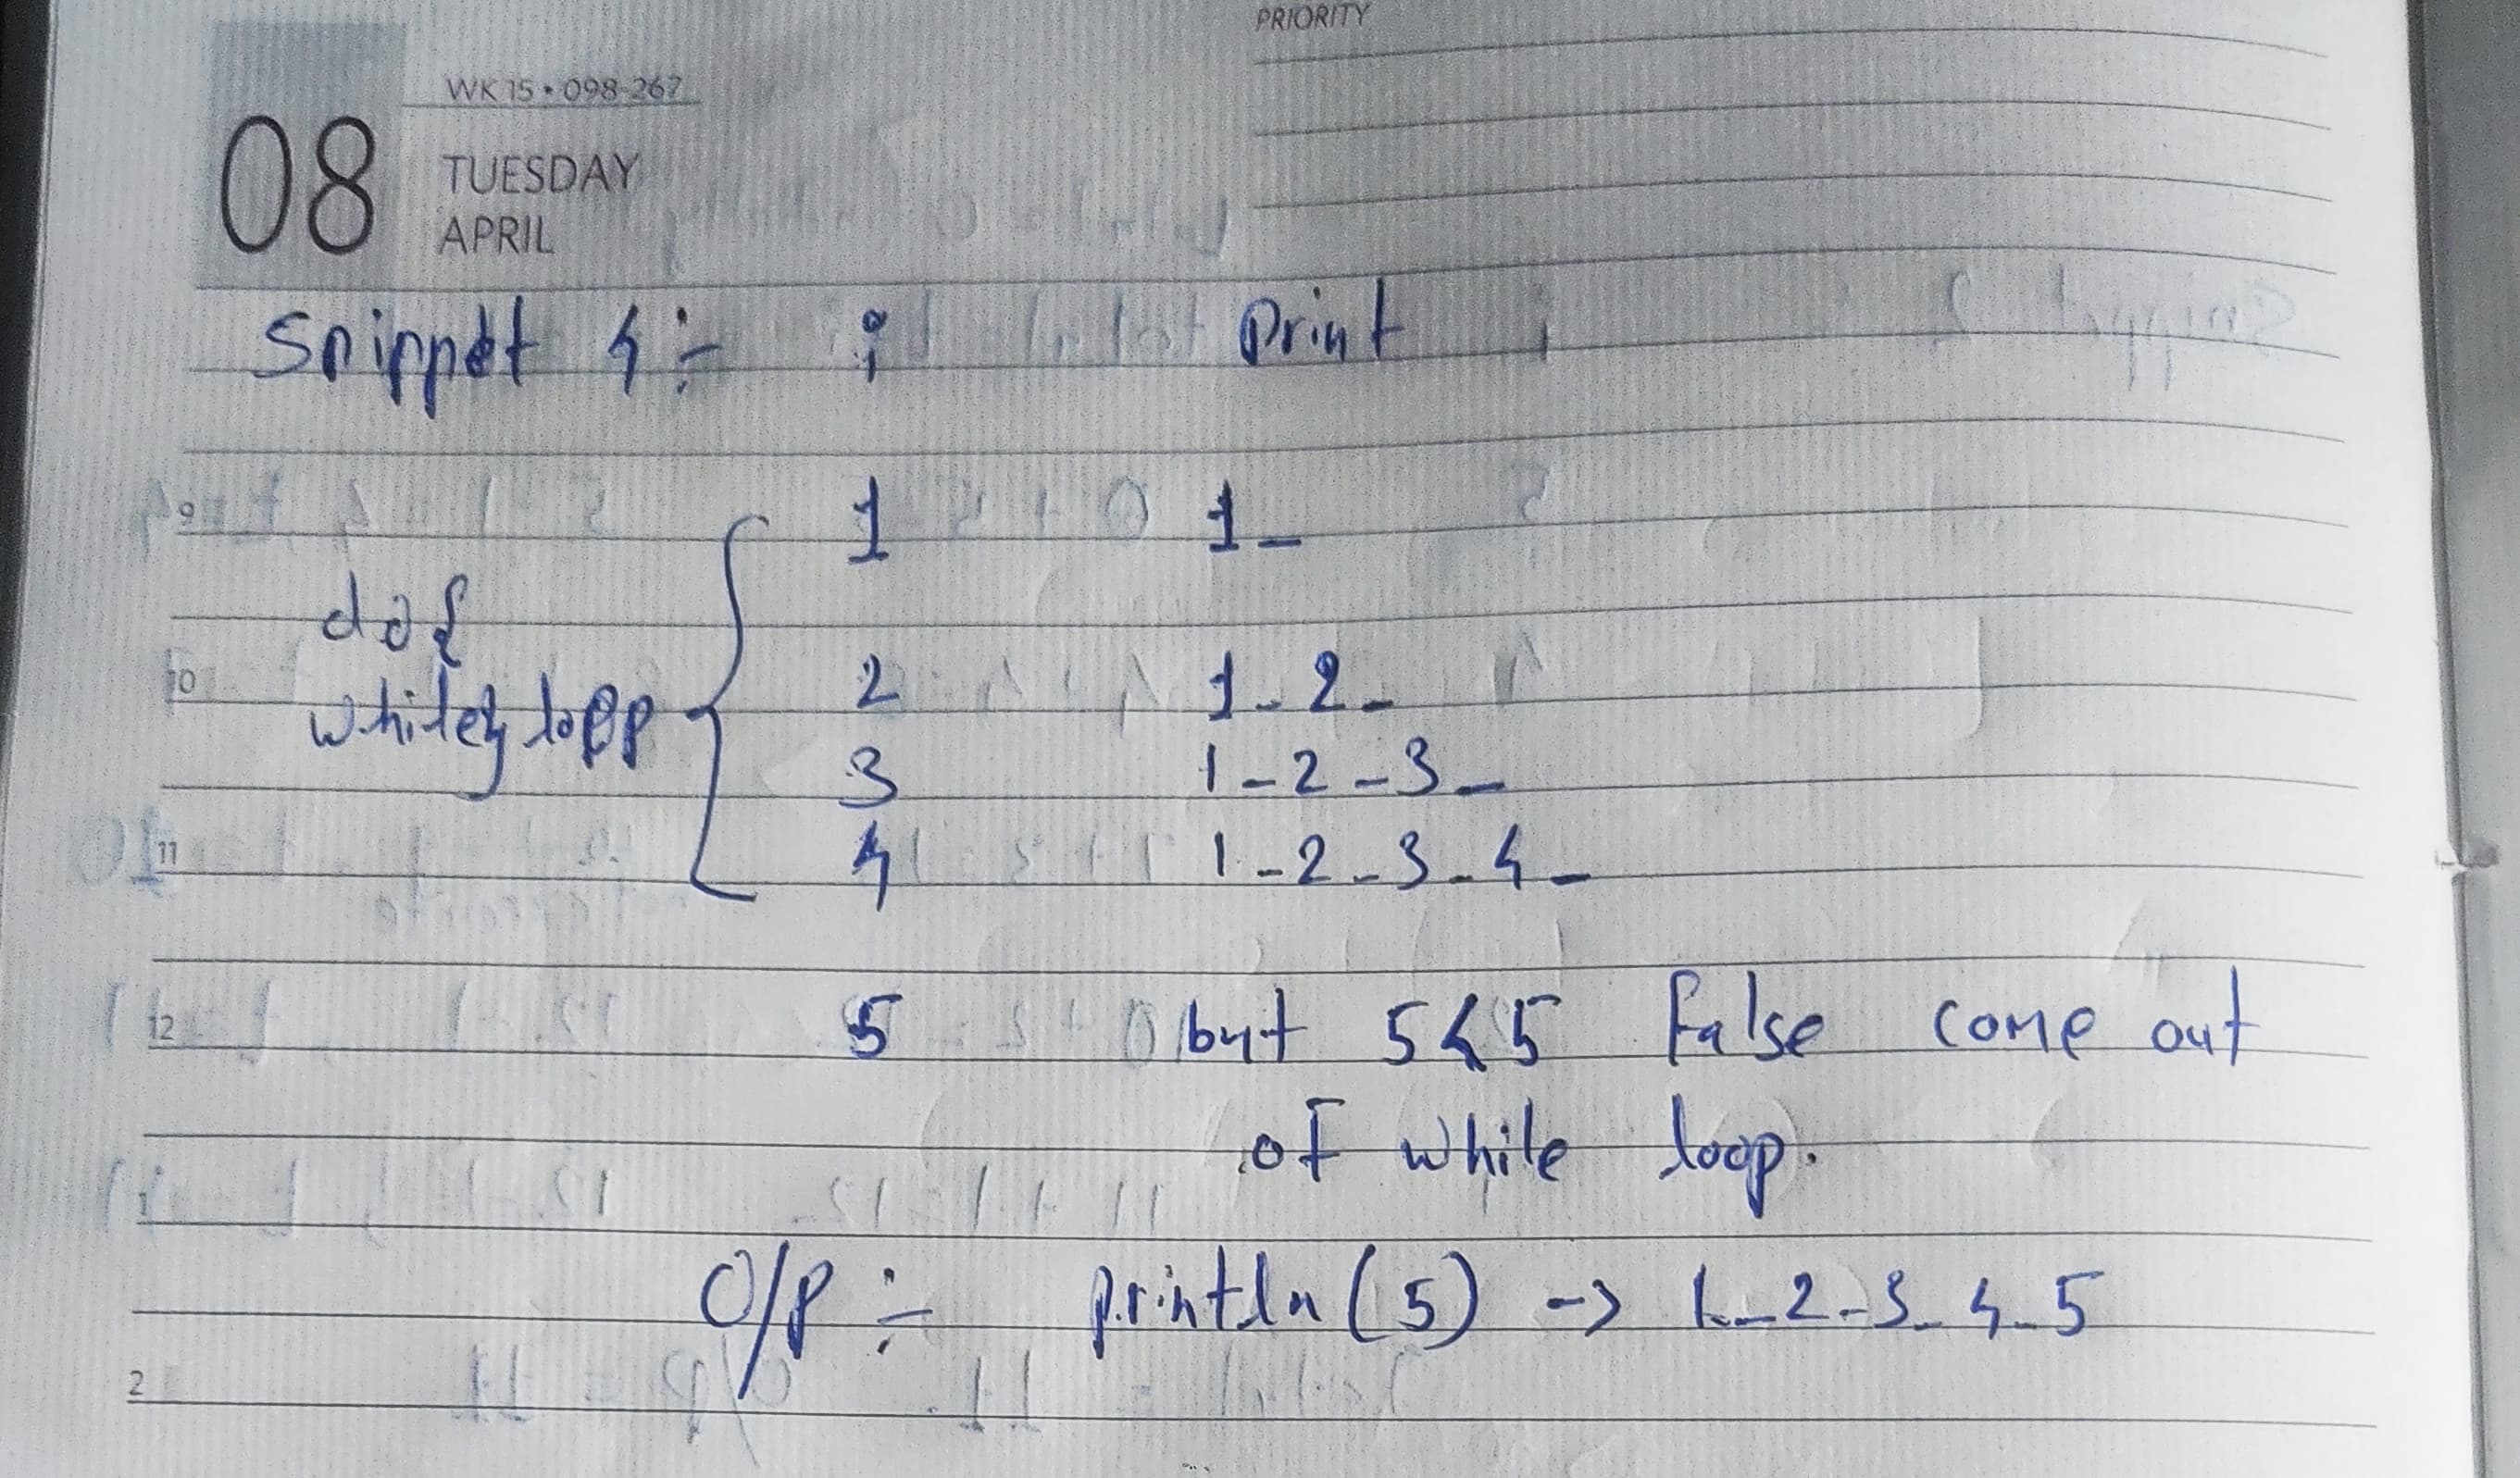 PRIORITY
WK 15 • 098-267
08
TUESDAY
APRIL
Snippet 4 :- i Print
9 1 1_
do{
10 2 1_2_
while} loop
3 1_2_3_
11 4 1_2_3_4_
12 5 but 5<5 False come out
of while loop.
1
O/P :- println(5) -> 1_2_3_4_5
2